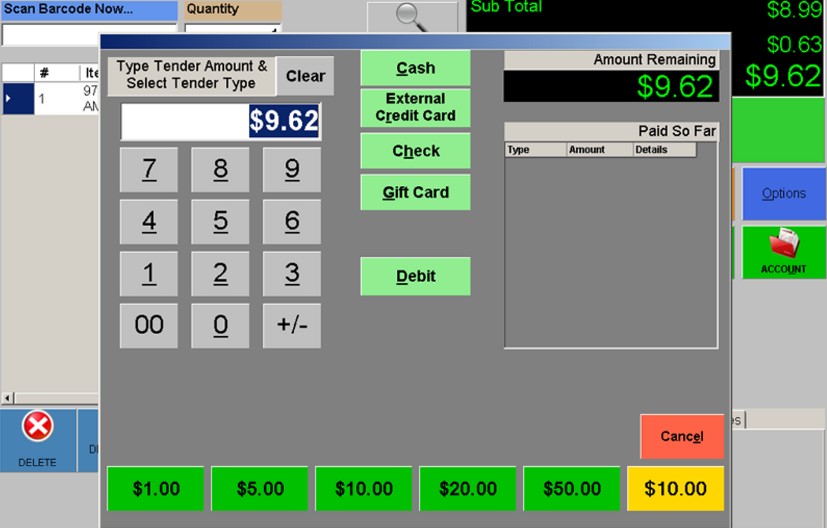 Scan Barcode Now...
Quantity
Sub Total
$8.99
$0.63
$9.62
#
Ite
1
97
AM
Type Tender Amount &
Select Tender Type
Clear
$9.62
7
8
9
4
5
6
1
2
3
00
0
+/-
Cash
External
Credit Card
Check
Gift Card
Debit
Amount Remaining
$9.62
Paid So Far
Type Amount Details
Options
ACCOUNT
DELETE
Cancel
es
$1.00
$5.00
$10.00
$20.00
$50.00
$10.00